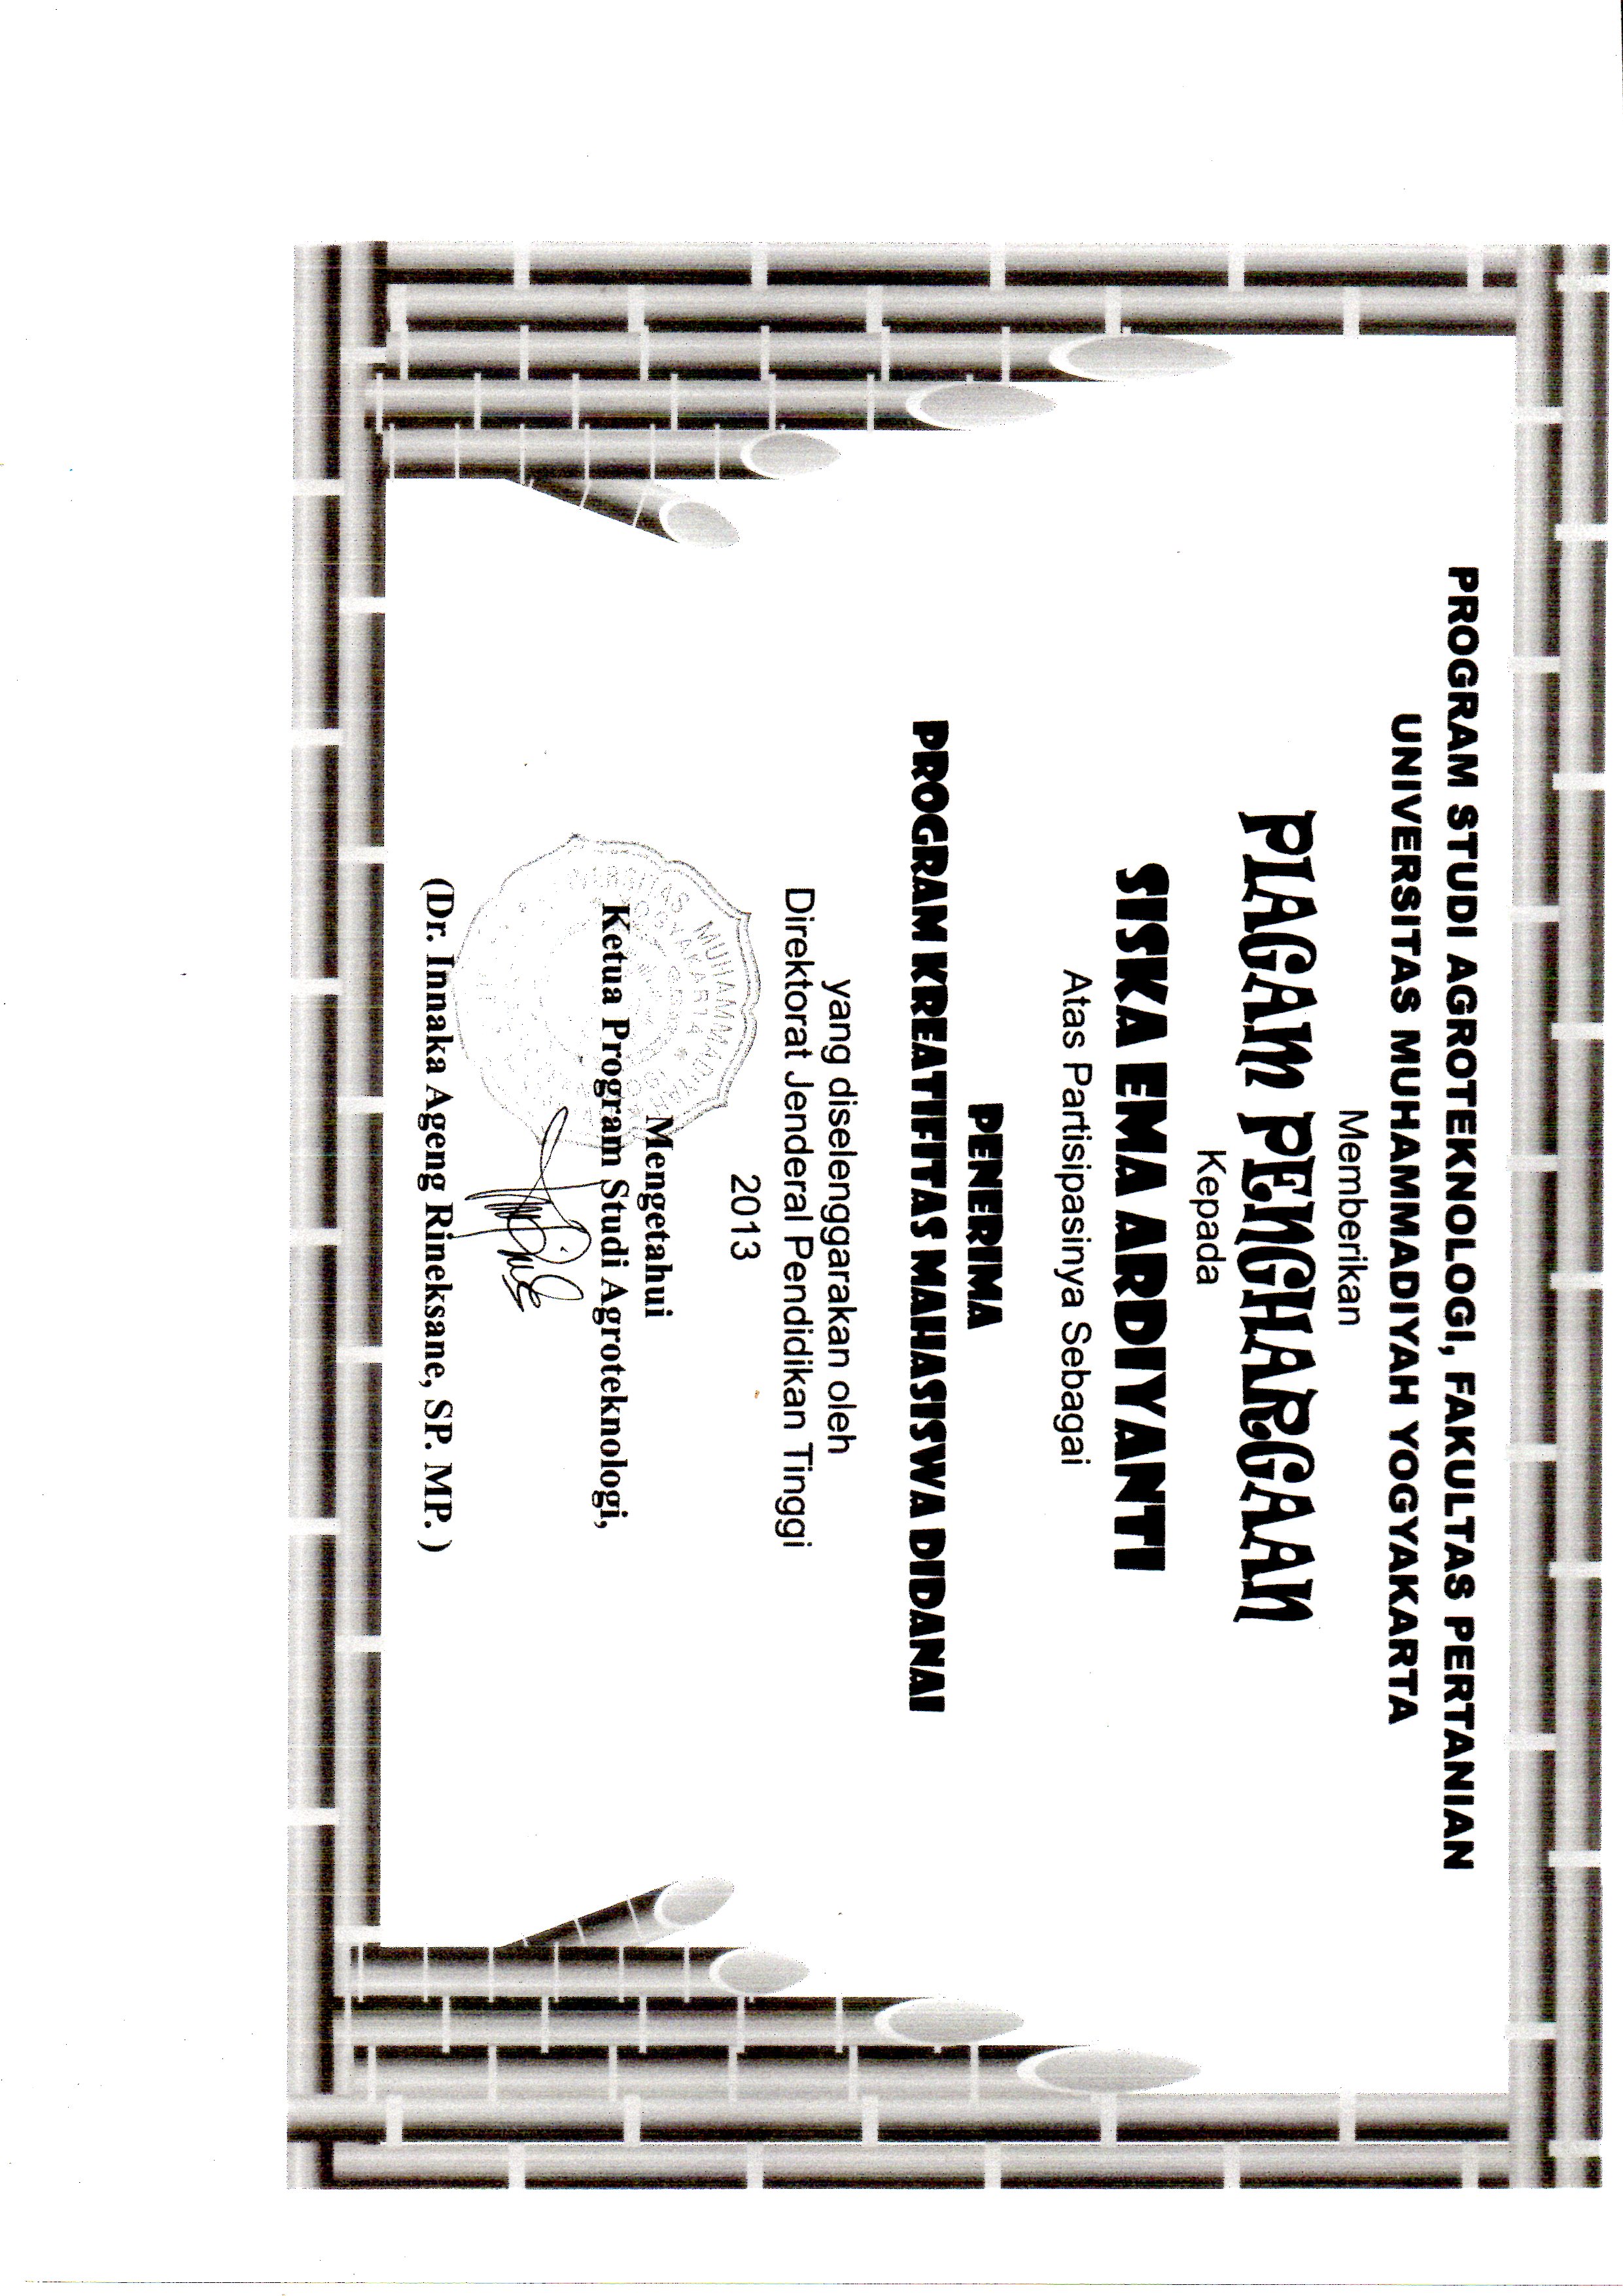 PROGRAM STUDI AGROTEKNOLOGI, FAKULTAS PERTANIAN
UNIVERSITAS MUHAMMADIYAH YOGYAKARTA
Memberikan
PIAGAM PENGHARGAAN
Kepada
SISKA EMA ARDIYANTI
Atas Partisipasinya Sebagai
PENERIMA
PROGRAM KREATIFITAS MAHASISWA DIDANAI
yang diselenggarakan oleh
Direktorat Jenderal Pendidikan Tinggi
2013
Mengetahui
Ketua Program Studi Agroteknologi,
(Dr. Innaka Ageng Rineksane, SP. MP. )